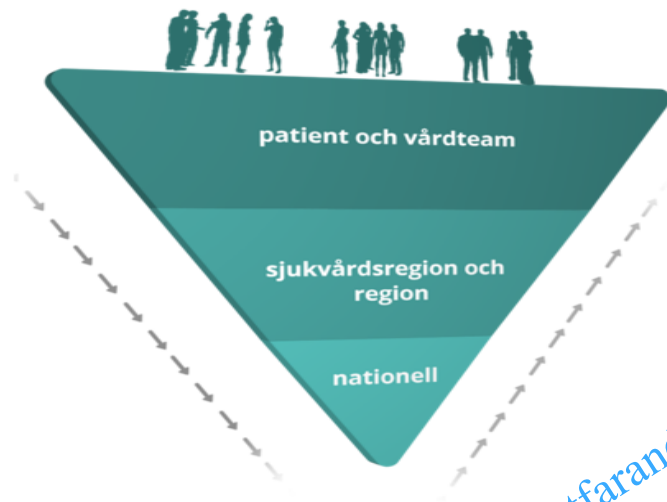 patient och vårdteam
sjukvårdsregion och
region
nationell